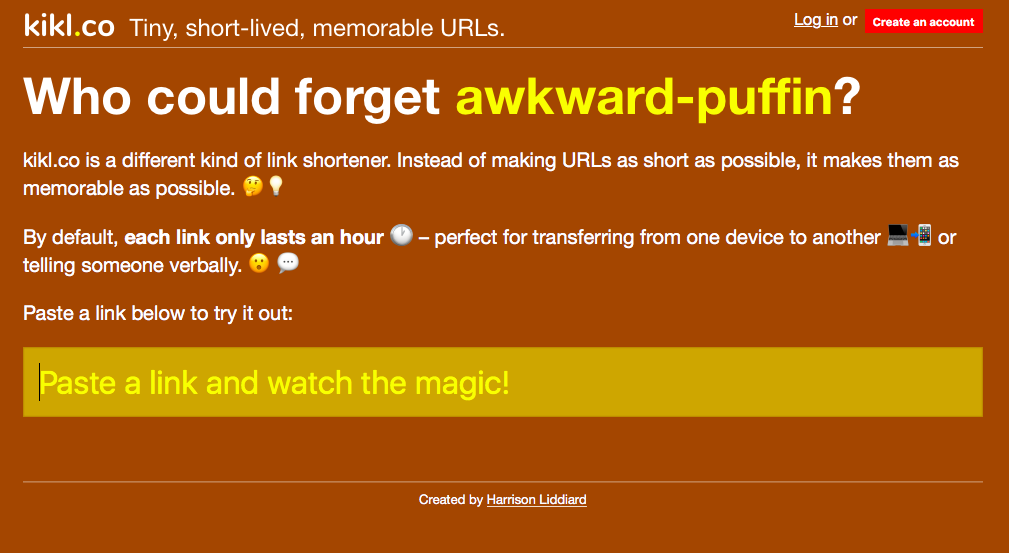 kikl.co Tiny, short-lived, memorable URLs. Log in or Create an account
Who could forget awkward-puffin?
kikl.co is a different kind of link shortener. Instead of making URLs as short as possible, it makes them as
memorable as possible. 🤔💡
By default, each link only lasts an hour 🕐 – perfect for transferring from one device to another 💻📲 or
telling someone verbally. 😮 💬
Paste a link below to try it out:
Paste a link and watch the magic!
Created by Harrison Liddiard